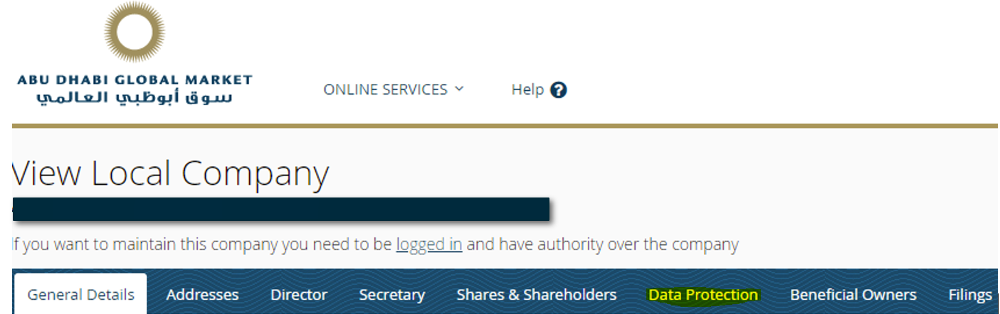 ABU DHABI GLOBAL MARKET
سوق أبوظبي العالمي
ONLINE SERVICES Help ?
View Local Company
If you want to maintain this company you need to be logged in and have authority over the company
General Details Addresses Director Secretary Shares & Shareholders Data Protection Beneficial Owners Filings